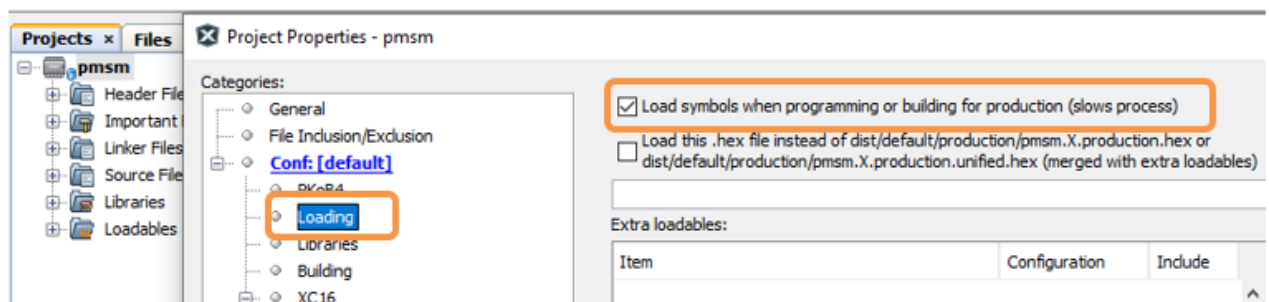 Projects × Files
Project Properties - pmsm
pmsm
Header File
Important
Linker Files
Source File
Libraries
Loadables
Categories:
General
File Inclusion/Exclusion
Conf: [default]
PKoB4
Loading
Libraries
Building
XC16
Load symbols when programming or building for production (slows process)
Load this .hex file instead of dist/default/production/pmsm.X.production.hex or
dist/default/production/pmsm.X.production.unified.hex (merged with extra loadables)
Extra loadables:
Item Configuration Include